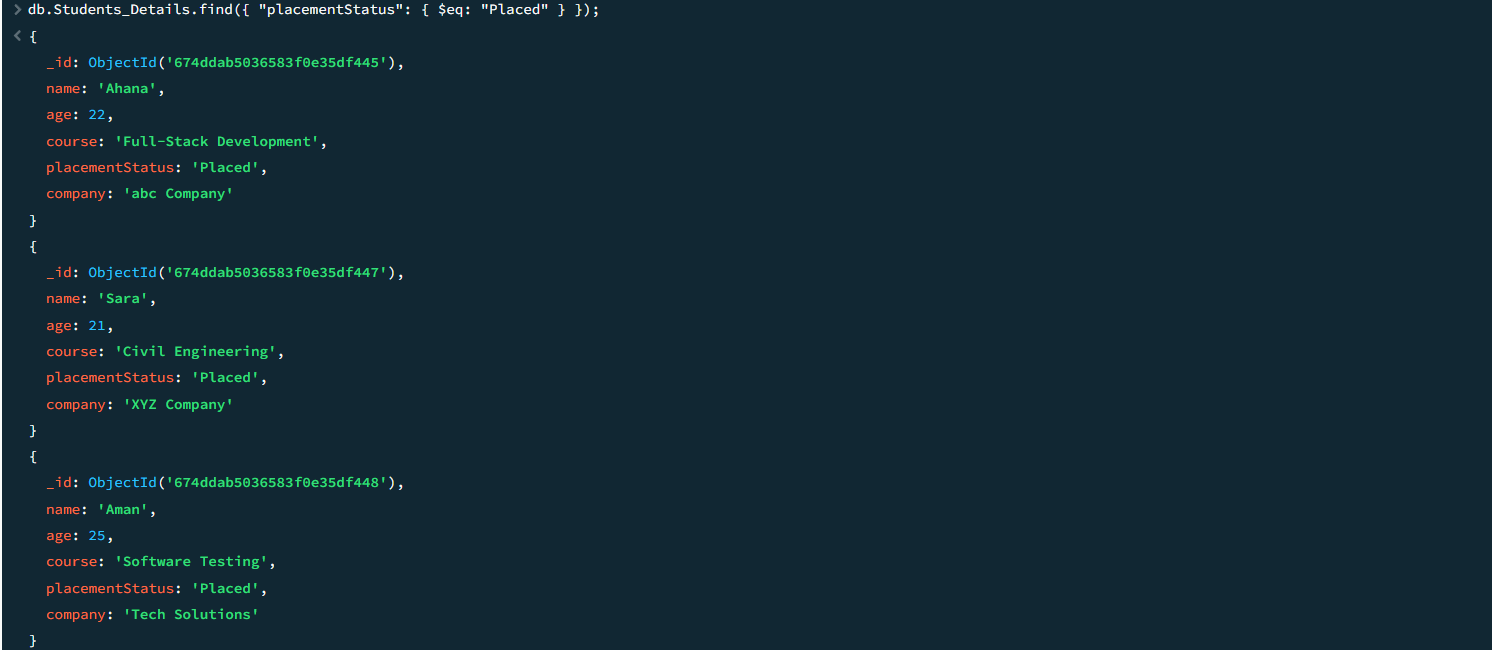 > db.Students_Details.find({ "placementStatus": { $eq: "Placed" } });
< {
_id: ObjectId('674ddab5036583f0e35df445'),
name: 'Ahana',
age: 22,
course: 'Full-Stack Development',
placementStatus: 'Placed',
company: 'abc Company'
}
{
_id: ObjectId('674ddab5036583f0e35df447'),
name: 'Sara',
age: 21,
course: 'Civil Engineering',
placementStatus: 'Placed',
company: 'XYZ Company'
}
{
_id: ObjectId('674ddab5036583f0e35df448'),
name: 'Aman',
age: 25,
course: 'Software Testing',
placementStatus: 'Placed',
company: 'Tech Solutions'
}